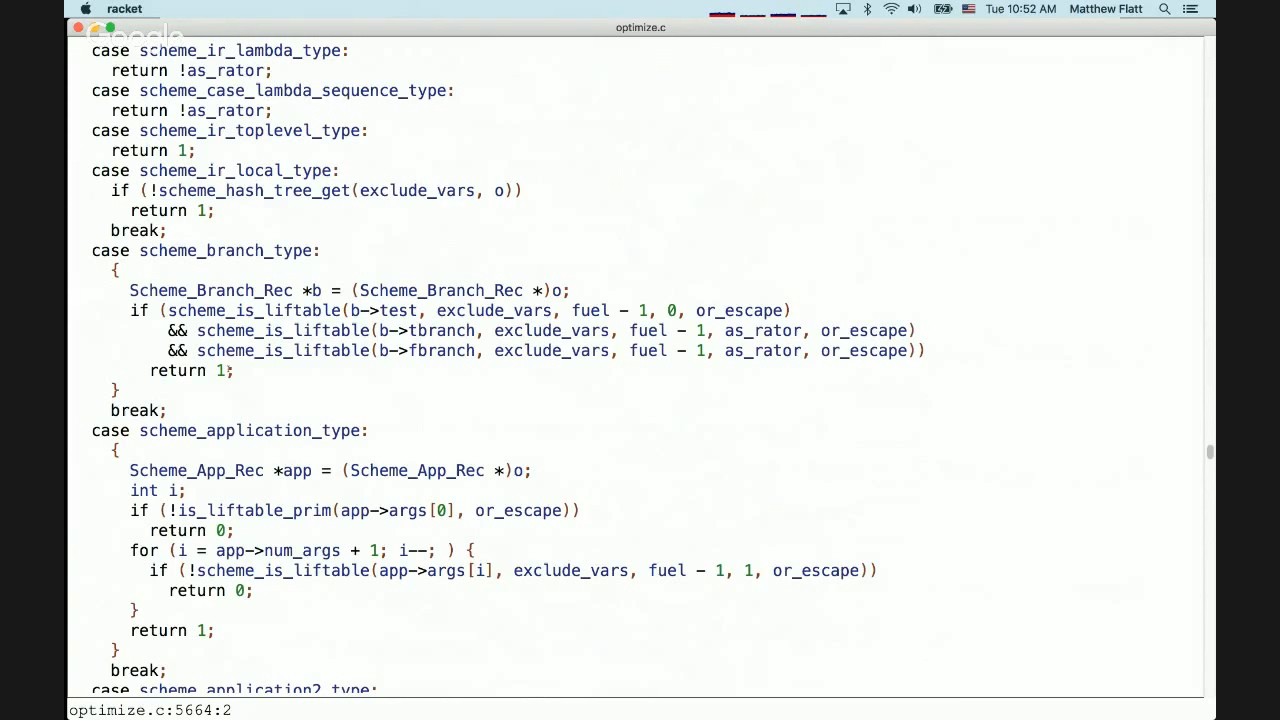 racket
Tue 10:52 AM Matthew Flatt
optimize.c
Google
case scheme_ir_lambda_type:
return !as_rator;
case scheme_case_lambda_sequence_type:
return !as_rator;
case scheme_ir_toplevel_type:
return 1;
case scheme_ir_local_type:
if (!scheme_hash_tree_get(exclude_vars, o))
return 1;
break;
case scheme_branch_type:
{
Scheme_Branch_Rec *b = (Scheme_Branch_Rec *)o;
if (scheme_is_liftable(b->test, exclude_vars, fuel - 1, 0, or_escape)
&& scheme_is_liftable(b->tbranch, exclude_vars, fuel - 1, as_rator, or_escape)
&& scheme_is_liftable(b->fbranch, exclude_vars, fuel - 1, as_rator, or_escape))
return 1;
}
break;
case scheme_application_type:
{
Scheme_App_Rec *app = (Scheme_App_Rec *)o;
int i;
if (!is_liftable_prim(app->args[0], or_escape))
return 0;
for (i = app->num_args + 1; i--; ) {
if (!scheme_is_liftable(app->args[i], exclude_vars, fuel - 1, 1, or_escape))
return 0;
}
return 1;
}
break;
case scheme_application2_type:
optimize.c:5664:2